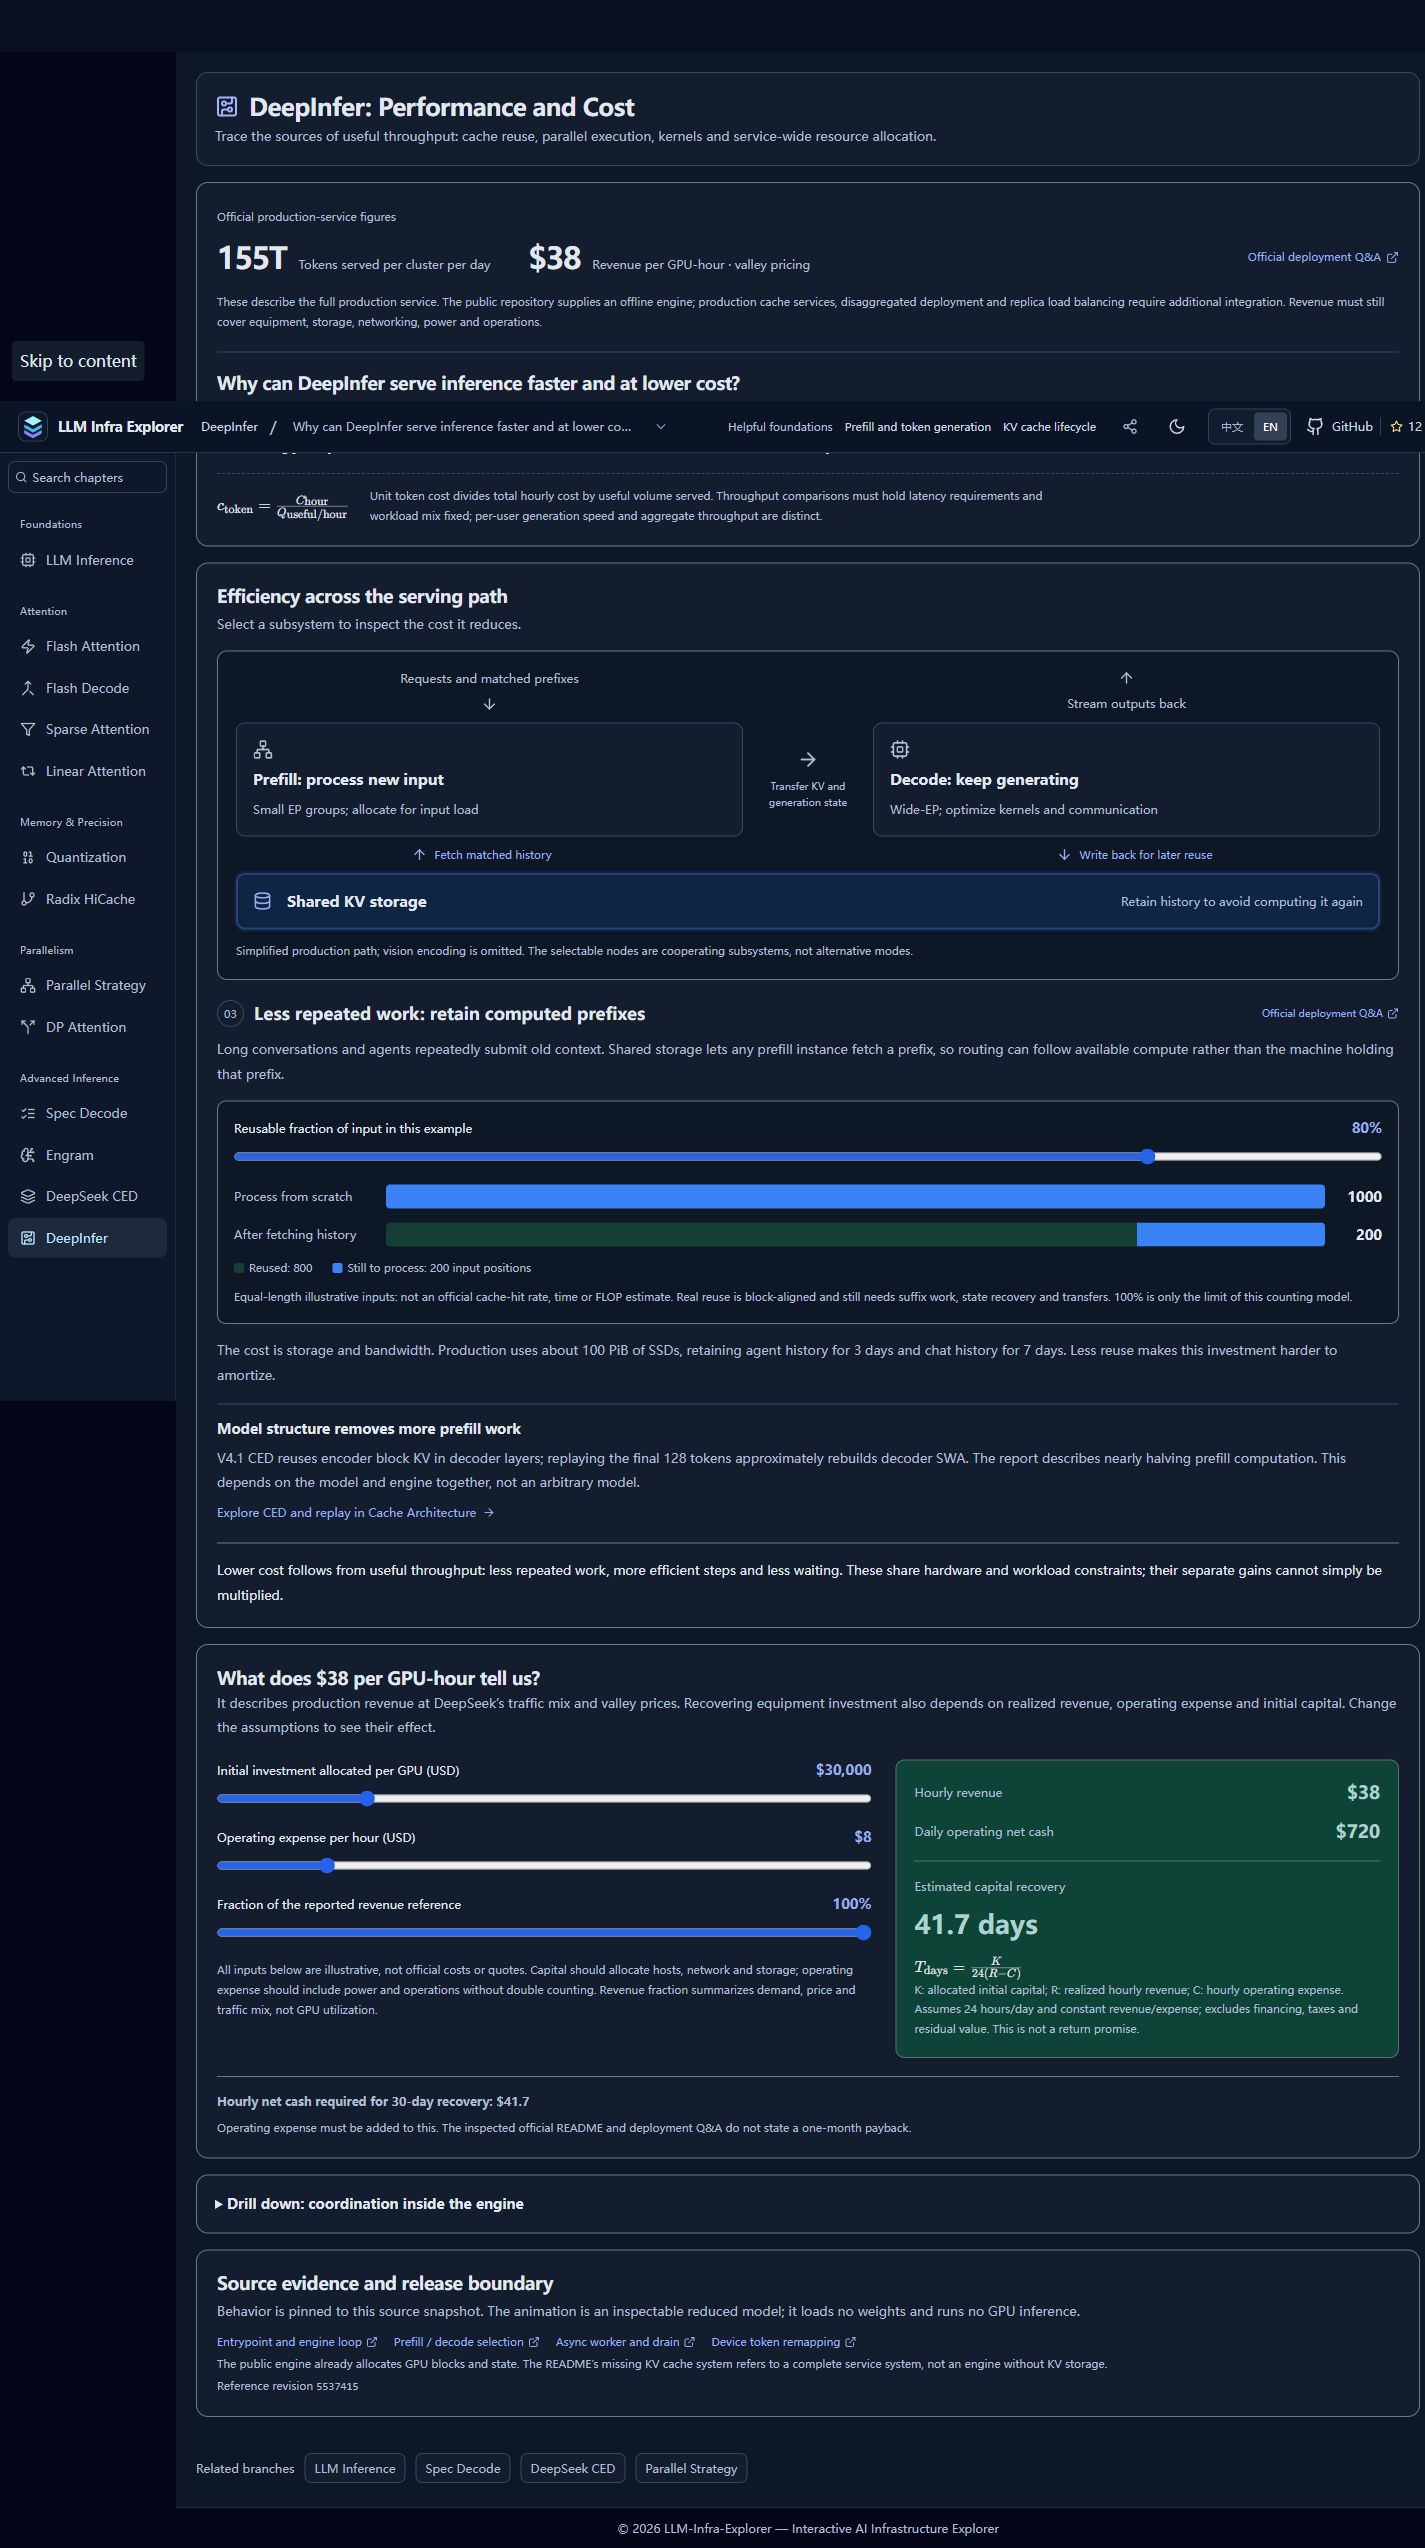 DeepInfer: Performance and Cost
Trace the sources of useful throughput: cache reuse, parallel execution, kernels and service-wide resource allocation.
Official production-service figures
155T Tokens served per cluster per day $38 Revenue per GPU-hour · valley pricing
Official deployment Q&A
These describe the full production service. The public repository supplies an offline engine; production cache services, disaggregated deployment and replica load balancing require additional integration. Revenue must still
cover equipment, storage, networking, power and operations.
Skip to content
Why can DeepInfer serve inference faster and at lower cost?
LLM Infra Explorer DeepInfer / Why can DeepInfer serve inference faster and at lower co... Helpful foundations Prefill and token generation KV cache lifecycle 中文 EN GitHub 12
Search chapters
Foundations
LLM Inference
Attention
Flash Attention
Flash Decode
Sparse Attention
Linear Attention
Memory & Precision
Quantization
Radix HiCache
Parallelism
Parallel Strategy
DP Attention
Advanced Inference
Spec Decode
Engram
DeepSeek CED
DeepInfer
c_token = C_hour / Q_useful/hour
Unit token cost divides total hourly cost by useful volume served. Throughput comparisons must hold latency requirements and
workload mix fixed; per-user generation speed and aggregate throughput are distinct.
Efficiency across the serving path
Select a subsystem to inspect the cost it reduces.
Requests and matched prefixes
↓
↑
Stream outputs back
Prefill: process new input
Small EP groups; allocate for input load
→
Transfer KV and
generation state
Decode: keep generating
Wide-EP; optimize kernels and communication
↑ Fetch matched history
↓ Write back for later reuse
Shared KV storage
Retain history to avoid computing it again
Simplified production path; vision encoding is omitted. The selectable nodes are cooperating subsystems, not alternative modes.
03 Less repeated work: retain computed prefixes
Official deployment Q&A
Long conversations and agents repeatedly submit old context. Shared storage lets any prefill instance fetch a prefix, so routing can follow available compute rather than the machine holding
that prefix.
Reusable fraction of input in this example 80%
Process from scratch 1000
After fetching history 200
Reused: 800 Still to process: 200 input positions
Equal-length illustrative inputs: not an official cache-hit rate, time or FLOP estimate. Real reuse is block-aligned and still needs suffix work, state recovery and transfers. 100% is only the limit of this counting model.
The cost is storage and bandwidth. Production uses about 100 PiB of SSDs, retaining agent history for 3 days and chat history for 7 days. Less reuse makes this investment harder to
amortize.
Model structure removes more prefill work
V4.1 CED reuses encoder block KV in decoder layers; replaying the final 128 tokens approximately rebuilds decoder SWA. The report describes nearly halving prefill computation. This
depends on the model and engine together, not an arbitrary model.
Explore CED and replay in Cache Architecture →
Lower cost follows from useful throughput: less repeated work, more efficient steps and less waiting. These share hardware and workload constraints; their separate gains cannot simply be
multiplied.
What does $38 per GPU-hour tell us?
It describes production revenue at DeepSeek's traffic mix and valley prices. Recovering equipment investment also depends on realized revenue, operating expense and initial capital. Change
the assumptions to see their effect.
Initial investment allocated per GPU (USD) $30,000
Operating expense per hour (USD) $8
Fraction of the reported revenue reference 100%
All inputs below are illustrative, not official costs or quotes. Capital should allocate hosts, network and storage; operating
expense should include power and operations without double counting. Revenue fraction summarizes demand, price and
traffic mix, not GPU utilization.
Hourly revenue $38
Daily operating net cash $720
Estimated capital recovery
41.7 days
T_days = K / 24(R−C)
K: allocated initial capital; R: realized hourly revenue; C: hourly operating expense.
Assumes 24 hours/day and constant revenue/expense; excludes financing, taxes and
residual value. This is not a return promise.
Hourly net cash required for 30-day recovery: $41.7
Operating expense must be added to this. The inspected official README and deployment Q&A do not state a one-month payback.
▸ Drill down: coordination inside the engine
Source evidence and release boundary
Behavior is pinned to this source snapshot. The animation is an inspectable reduced model; it loads no weights and runs no GPU inference.
Entrypoint and engine loop Prefill / decode selection Async worker and drain Device token remapping
The public engine already allocates GPU blocks and state. The README's missing KV cache system refers to a complete service system, not an engine without KV storage.
Reference revision 5537415
Related branches LLM Inference Spec Decode DeepSeek CED Parallel Strategy
© 2026 LLM-Infra-Explorer — Interactive AI Infrastructure Explorer